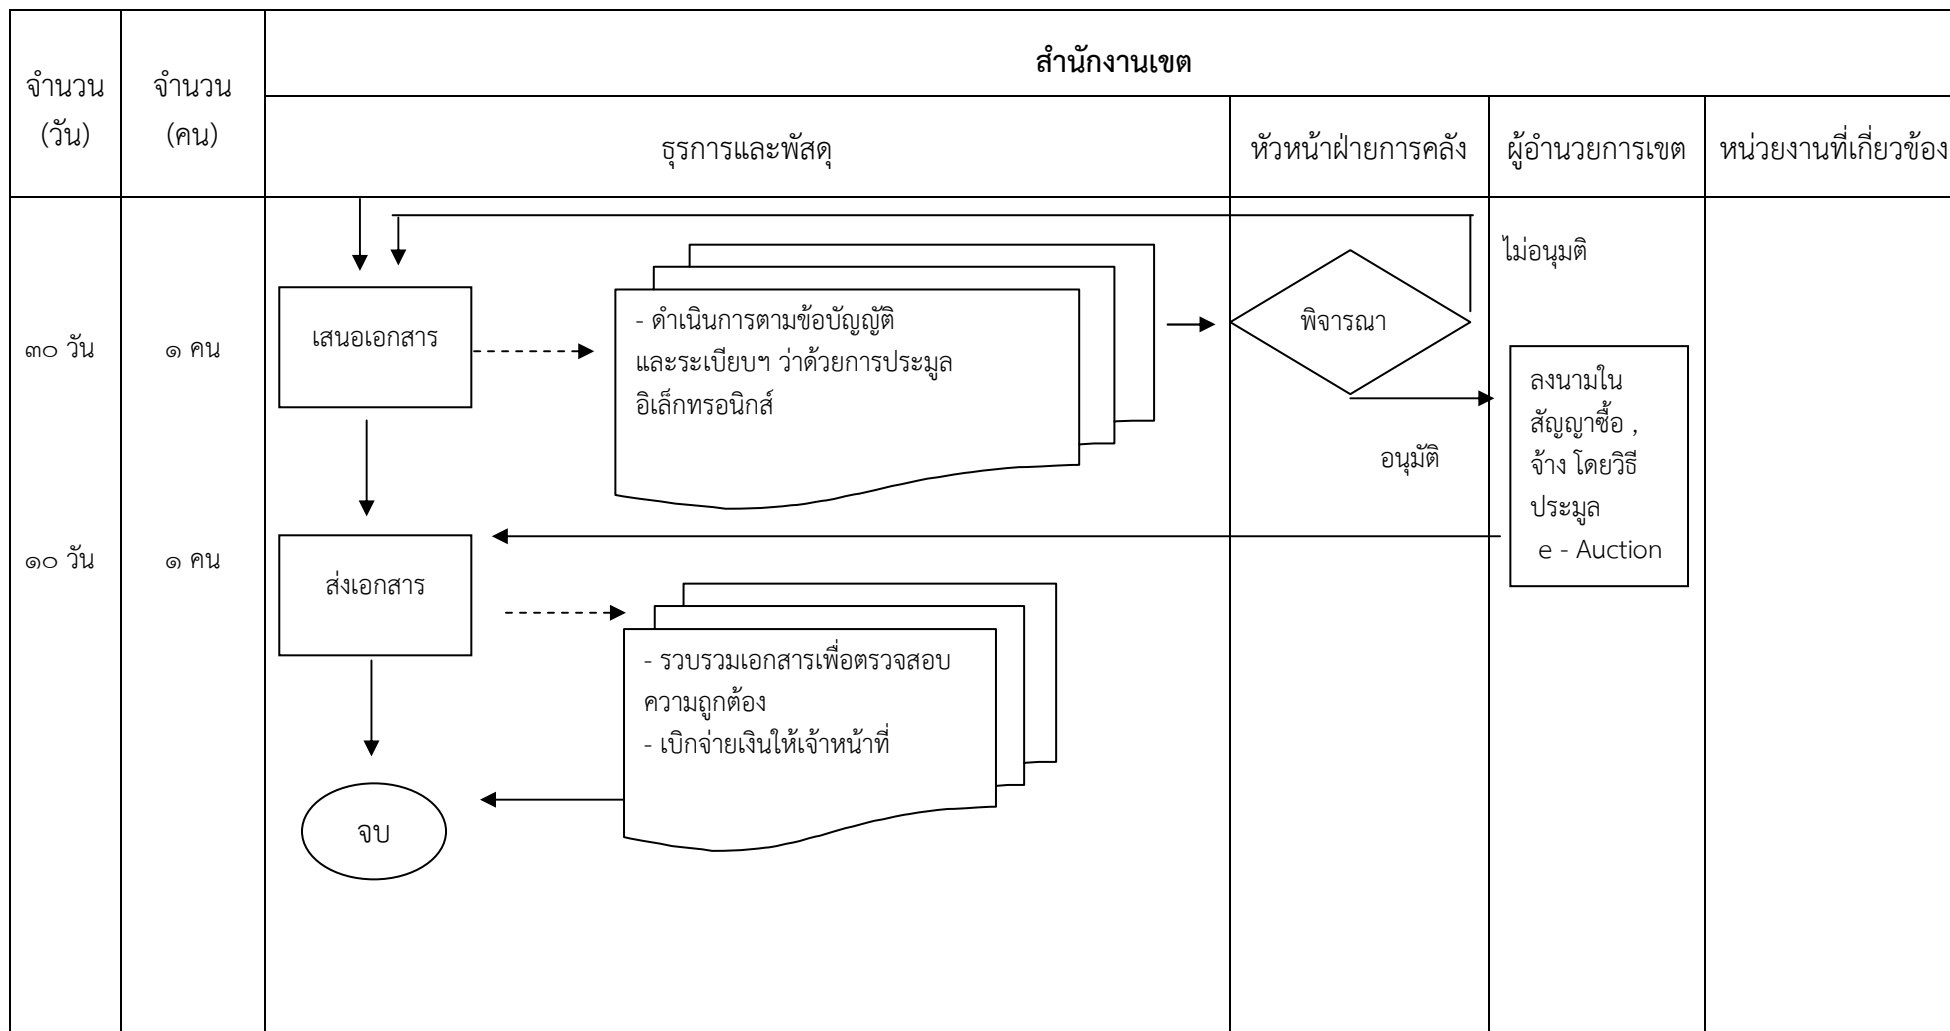 สำนักงานเขต
จำนวน
(วัน)
จำนวน
(คน)
ธุรการและพัสดุ
หัวหน้าฝ่ายการคลัง
ผู้อำนวยการเขต
หน่วยงานที่เกี่ยวข้อง
ไม่อนุมติ
๓๐ วัน
๑ คน
เสนอเอกสาร
- ดำเนินการตามข้อบัญญัติ
และระเบียบฯ ว่าด้วยการประมูล
อิเล็กทรอนิกส์
พิจารณา
อนุมัติ
ลงนามใน
สัญญาซื้อ ,
จ้าง โดยวิธี
ประมูล
e - Auction
๑๐ วัน
๑ คน
ส่งเอกสาร
- รวบรวมเอกสารเพื่อตรวจสอบ
ความถูกต้อง
- เบิกจ่ายเงินให้เจ้าหน้าที่
จบ